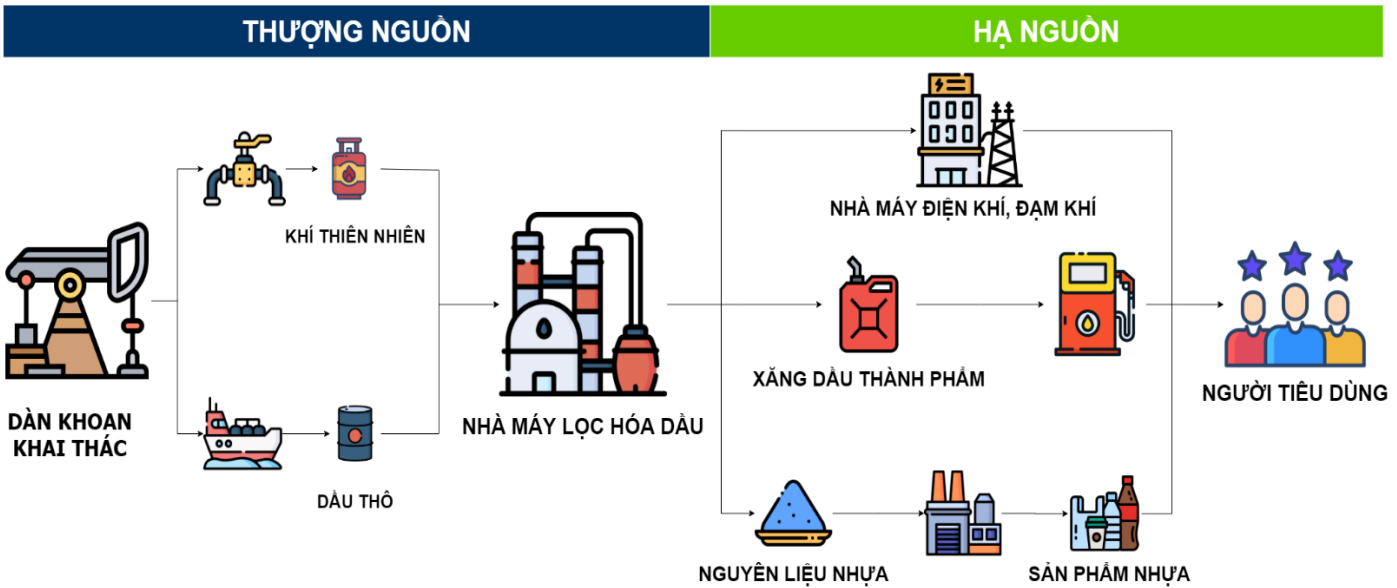 THƯỢNG NGUỒN
HẠ NGUỒN
KHÍ THIÊN NHIÊN
NHÀ MÁY ĐIỆN KHÍ, ĐẠM KHÍ
DÀN KHOAN
KHAI THÁC
NHÀ MÁY LỌC HÓA DẦU
XĂNG DẦU THÀNH PHẨM
NGƯỜI TIÊU DÙNG
DẦU THÔ
NGUYÊN LIỆU NHỰA
SẢN PHẨM NHỰA